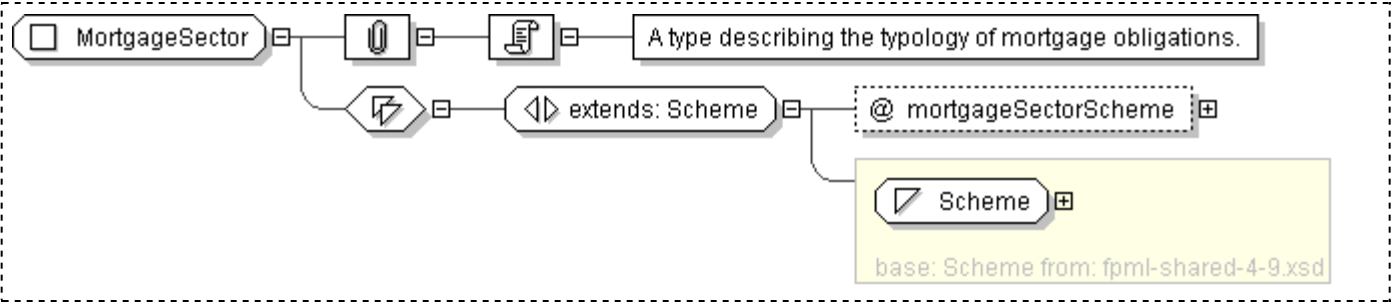 MortgageSector
A type describing the typology of mortgage obligations.
extends: Scheme
@ mortgageSectorScheme
Scheme
base: Scheme from: fpml-shared-4-9.xsd